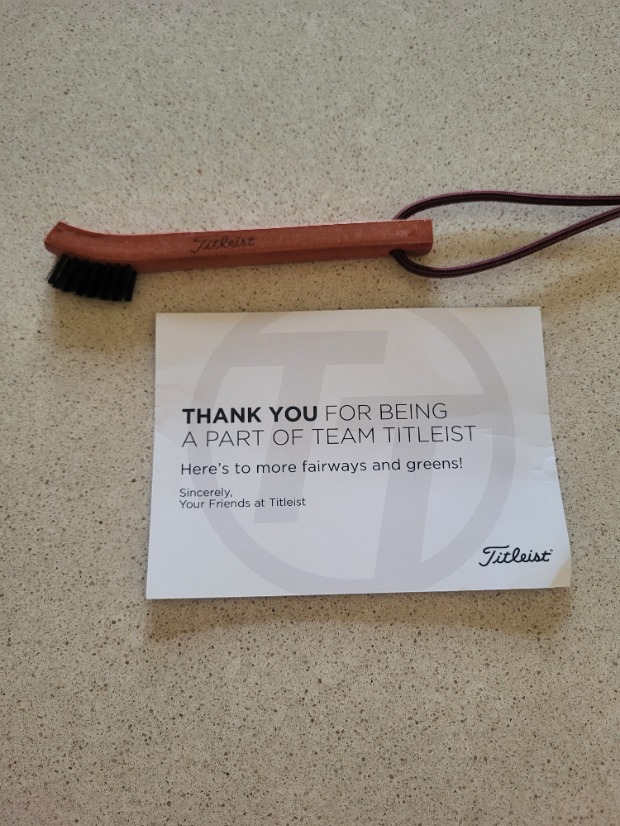 Titleist
THANK YOU FOR BEING
A PART OF TEAM TITLEIST
Here's to more fairways and greens!
Sincerely,
Your Friends at Titleist
Titleist